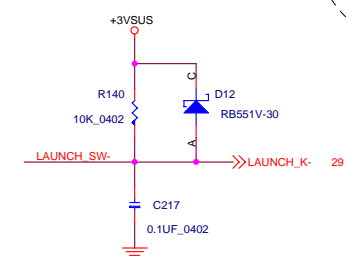 +3VSUS
C
R140
D12
10K_0402
RB551V-30
A
LAUNCH_SW-
LAUNCH_K- 29
C217
0.1UF_0402